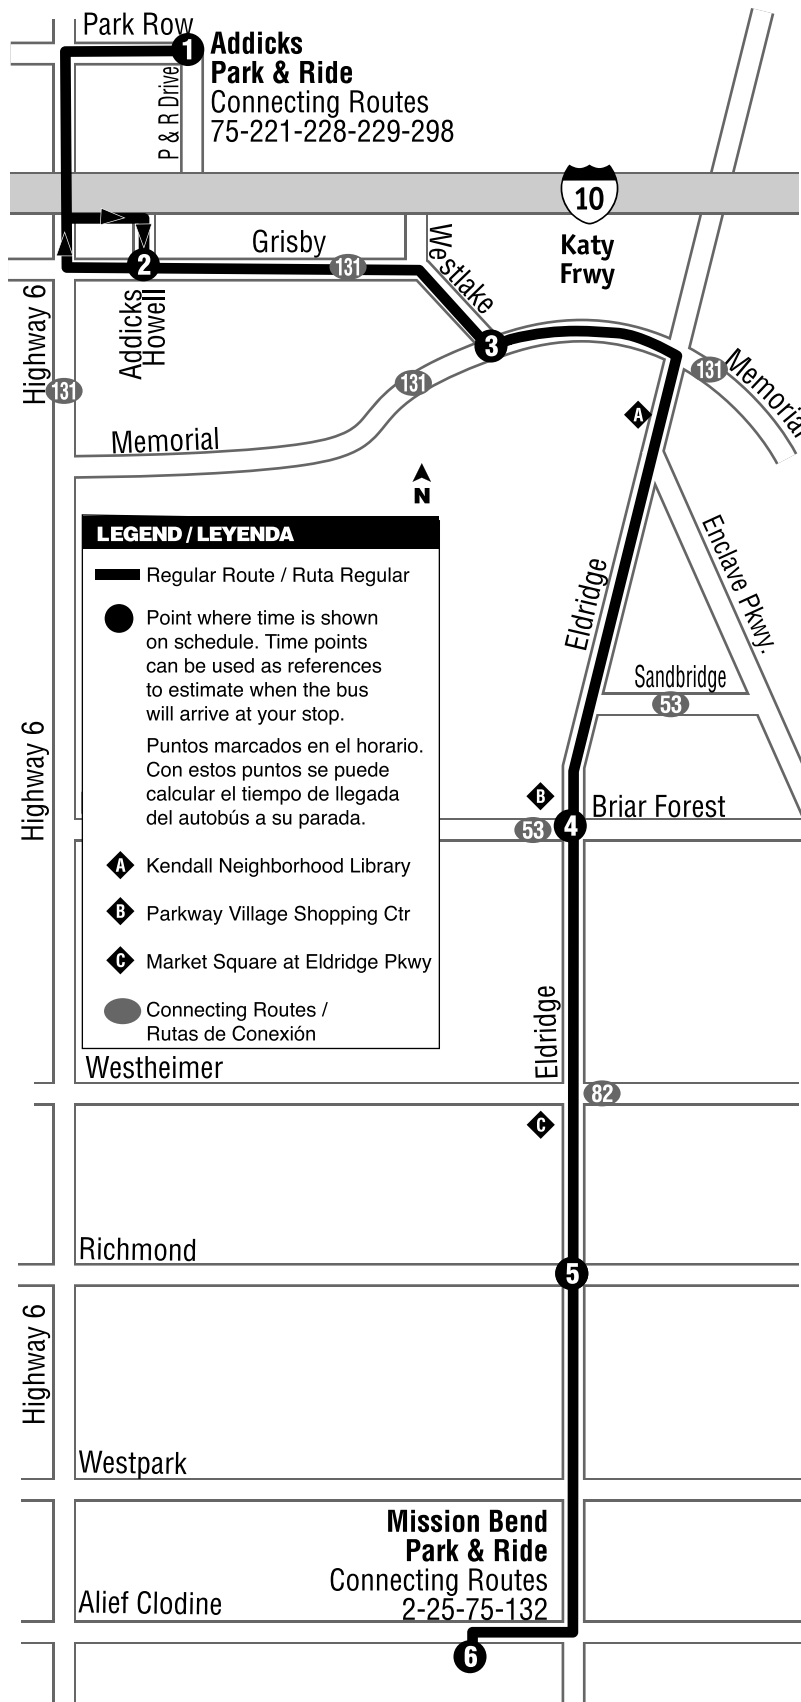 Park Row
1
Addicks
Park & Ride
Connecting Routes
75-221-228-229-298
P & R Drive
10
Katy
Frwy
Grisby
Westlake
131
2
Addicks
Howell
Highway 6
3
131
131
131
Memorial
Memorial
A
N
LEGEND / LEYENDA
Regular Route / Ruta Regular
Point where time is shown
on schedule. Time points
can be used as references
to estimate when the bus
will arrive at your stop.
Puntos marcados en el horario.
Con estos puntos se puede
calcular el tiempo de llegada
del autobús a su parada.
A Kendall Neighborhood Library
B Parkway Village Shopping Ctr
C Market Square at Eldridge Pkwy
Connecting Routes /
Rutas de Conexión
Enclave Pkwy.
Eldridge
Sandbridge
53
Highway 6
B
Briar Forest
53
4
Eldridge
Westheimer
82
C
Richmond
5
Highway 6
Westpark
Mission Bend
Park & Ride
Connecting Routes
2-25-75-132
Alief Clodine
6